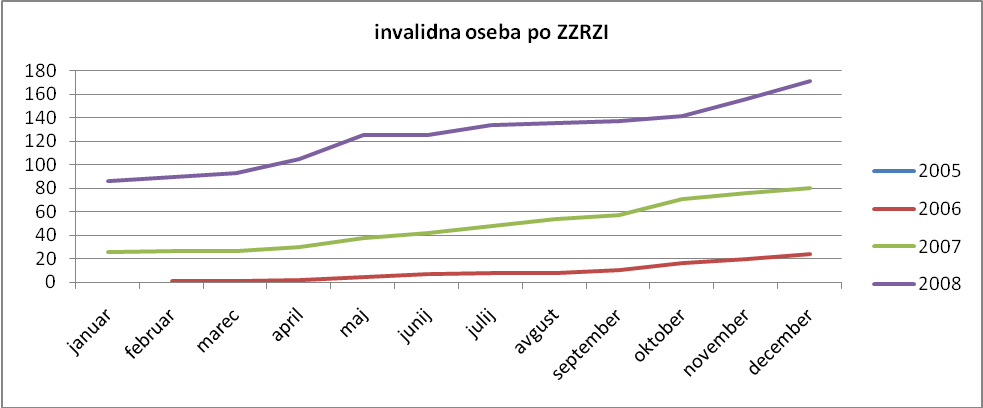 invalidna oseba po ZZRZI
180
160
140
120
100
80
60
40
20
0
januar
februar
marec
april
maj
junij
julij
avgust
september
oktober
november
december
2005
2006
2007
2008